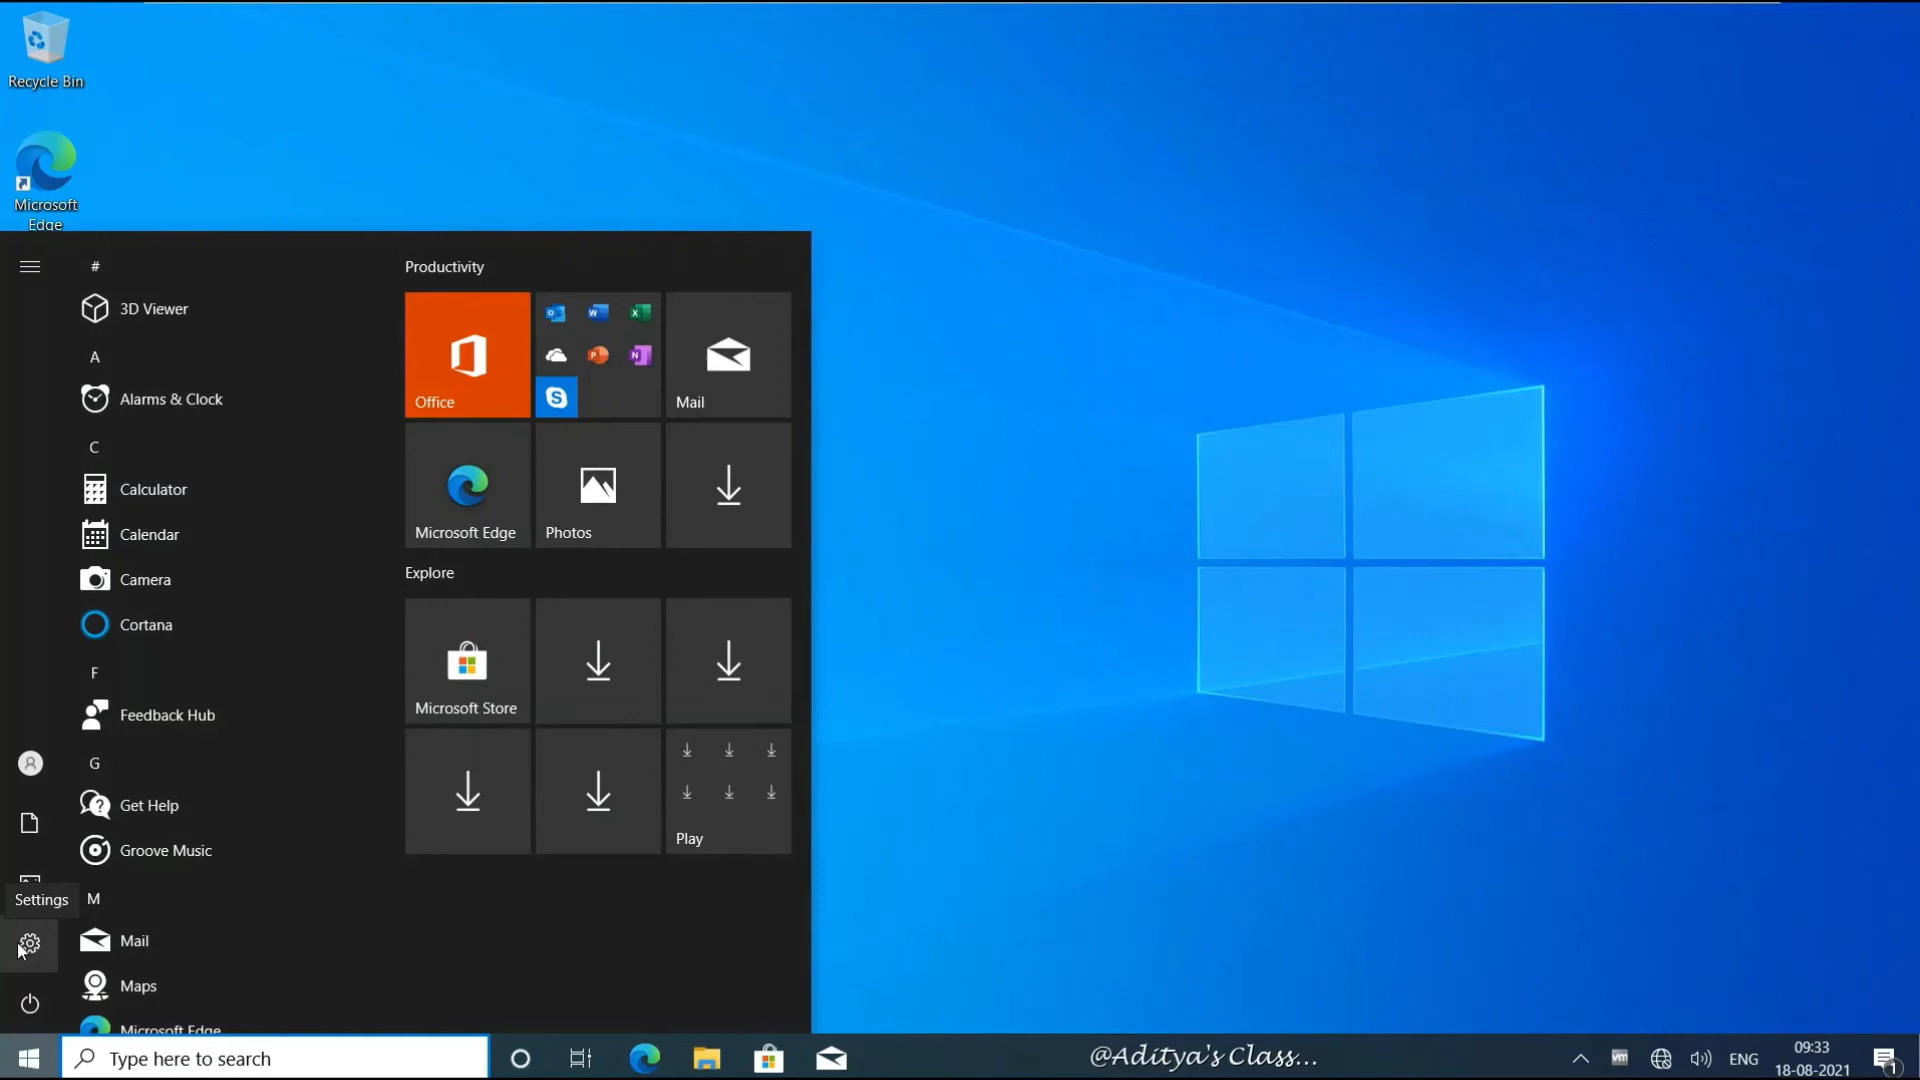 Recycle Bin
Microsoft
Edge
#
3D Viewer
A
Alarms & Clock
C
Calculator
Calendar
Camera
Cortana
F
Feedback Hub
G
Get Help
Groove Music
Settings
M
Mail
Maps
Microsoft Edge
Productivity
Office
Mail
Microsoft Edge
Photos
Explore
Microsoft Store
Play
Type here to search
@Aditya's Class...
vm
ENG
09:33
18-08-2021
1